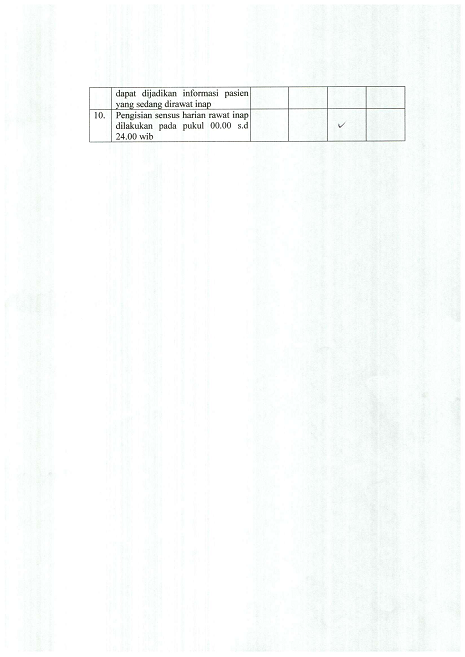 dapat dijadikan informasi pasien
yang sedang dirawat inap
10. Pengisian sensus harian rawat inap
dilakukan pada pukul 00.00 s.d
24.00 wib